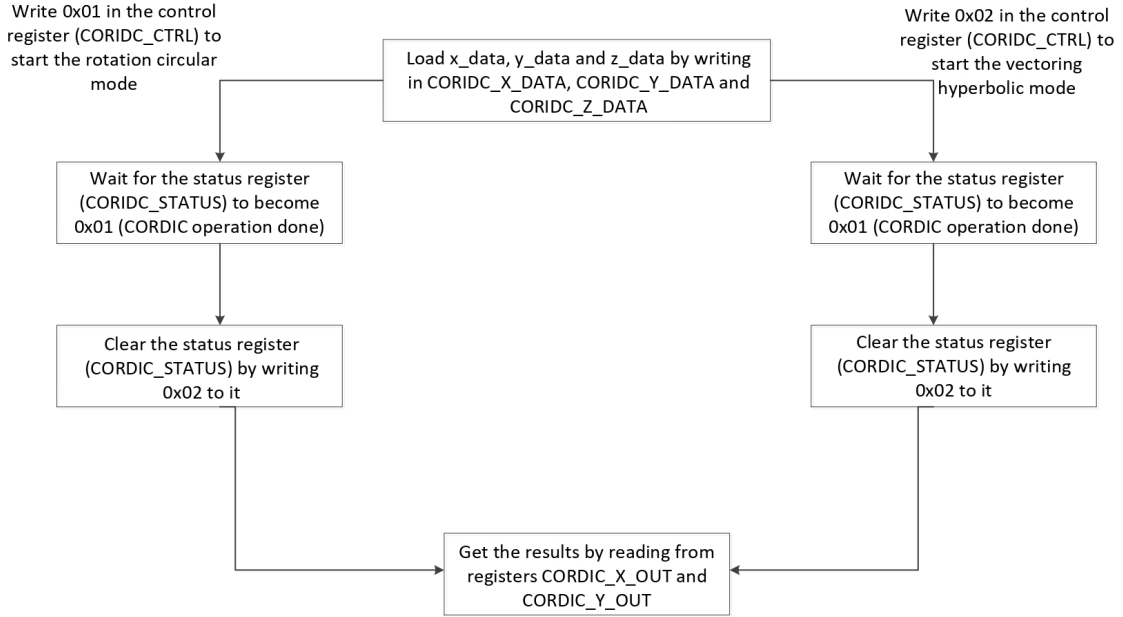 Write 0x01 in the control
register (CORIDC_CTRL) to
start the rotation circular
mode
Load x_data, y_data and z_data by writing
in CORIDC_X_DATA, CORIDC_Y_DATA and
CORIDC_Z_DATA
Write 0x02 in the control
register (CORIDC_CTRL) to
start the vectoring
hyperbolic mode
Wait for the status register
(CORIDC_STATUS) to become
0x01 (CORDIC operation done)
Wait for the status register
(CORIDC_STATUS) to become
0x01 (CORDIC operation done)
Clear the status register
(CORDIC_STATUS) by writing
0x02 to it
Clear the status register
(CORDIC_STATUS) by writing
0x02 to it
Get the results by reading from
registers CORDIC_X_OUT and
CORDIC_Y_OUT